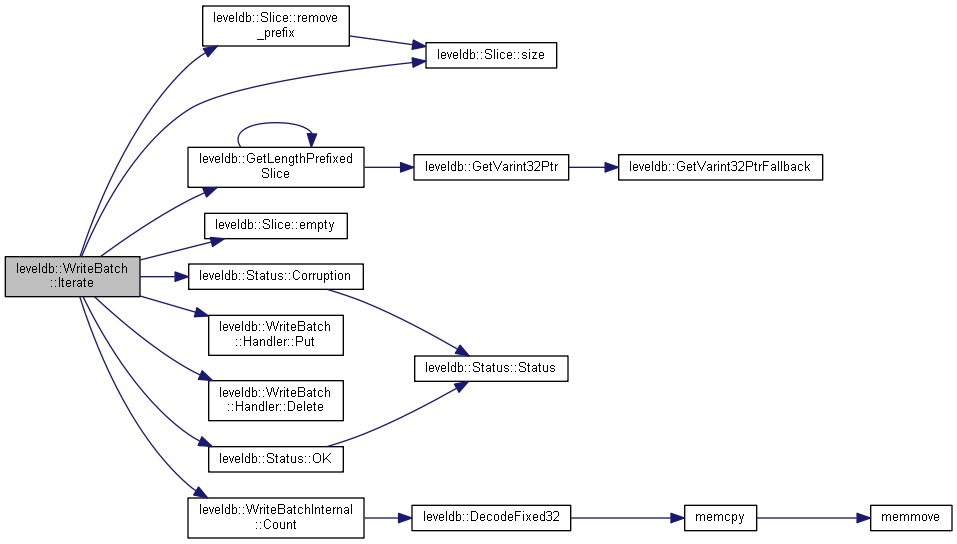 leveldb::Slice::remove
_prefix
leveldb::Slice::size
leveldb::GetLengthPrefixed
Slice
leveldb::GetVarint32Ptr
leveldb::GetVarint32PtrFallback
leveldb::Slice::empty
leveldb::WriteBatch
::Iterate
leveldb::Status::Corruption
leveldb::WriteBatch
::Handler::Put
leveldb::Status::Status
leveldb::WriteBatch
::Handler::Delete
leveldb::Status::OK
leveldb::WriteBatchInternal
::Count
leveldb::DecodeFixed32
memcpy
memmove